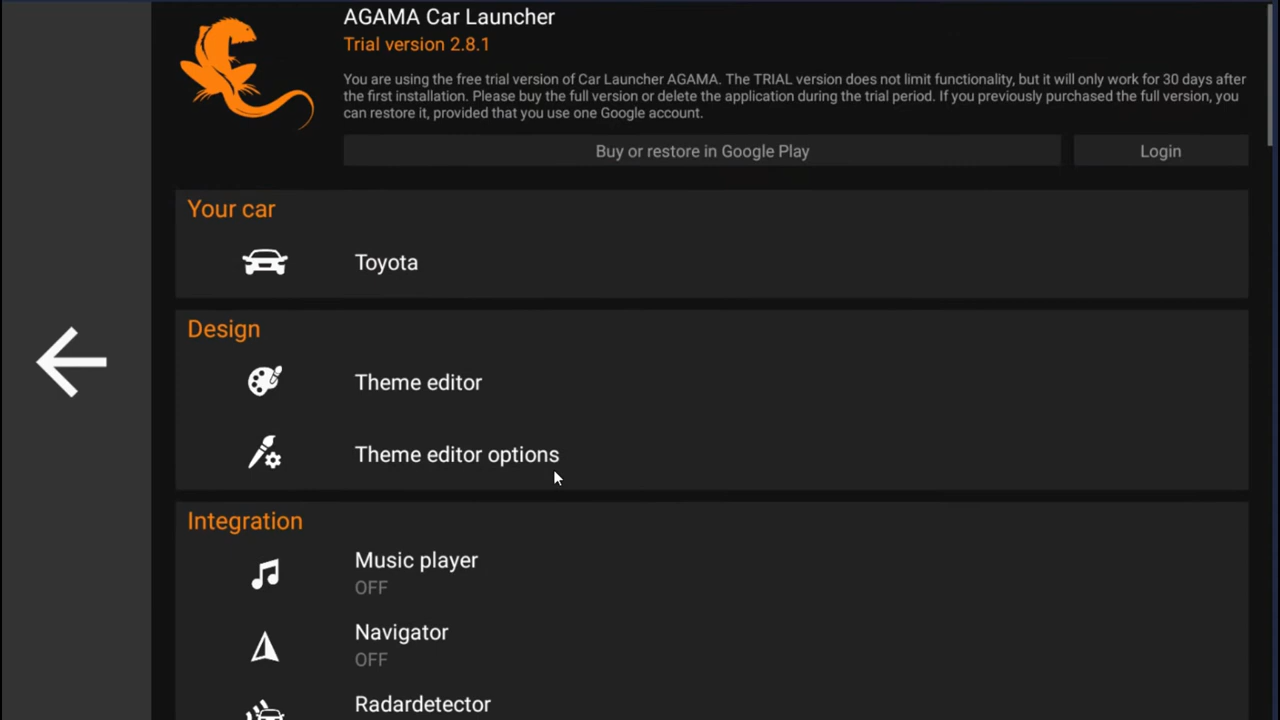 AGAMA Car Launcher
Trial version 2.8.1
You are using the free trial version of Car Launcher AGAMA. The TRIAL version does not limit functionality, but it will only work for 30 days after
the first installation. Please buy the full version or delete the application during the trial period. If you previously purchased the full version, you
can restore it, provided that you use one Google account.
Buy or restore in Google Play
Login
Your car
Toyota
Design
Theme editor
Theme editor options
Integration
Music player
OFF
Navigator
OFF
Radardetector